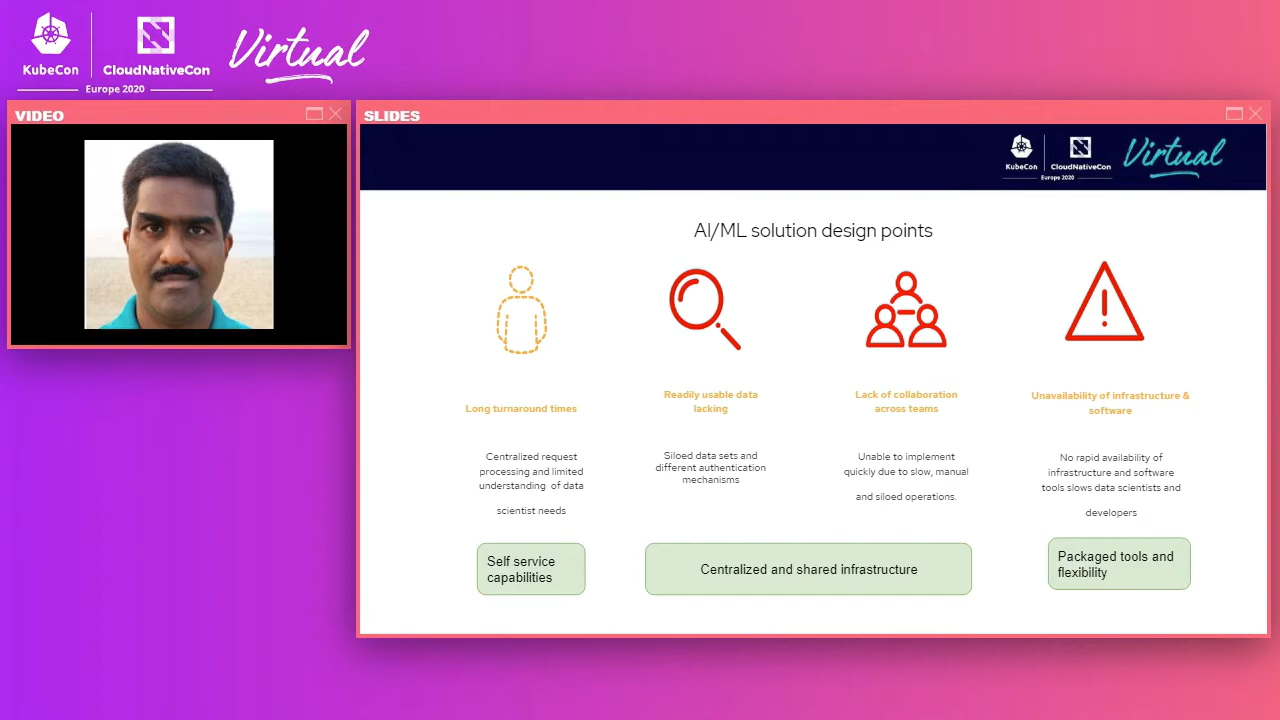 KubeCon
CloudNativeCon
Europe 2020
Virtual
VIDEO
SLIDES
KubeCon
CloudNativeCon
Europe 2020
Virtual
AI/ML solution design points
Long turnaround times
Centralized request
processing and limited
understanding of data
scientist needs
Self service
capabilities
Readily usable data
lacking
Siloed data sets and
different authentication
mechanisms
Lack of collaboration
across teams
Unable to implement
quickly due to slow, manual
and siloed operations.
Centralized and shared infrastructure
Unavailability of infrastructure &
software
No rapid availability of
infrastructure and software
tools slows data scientists and
developers
Packaged tools and
flexibility